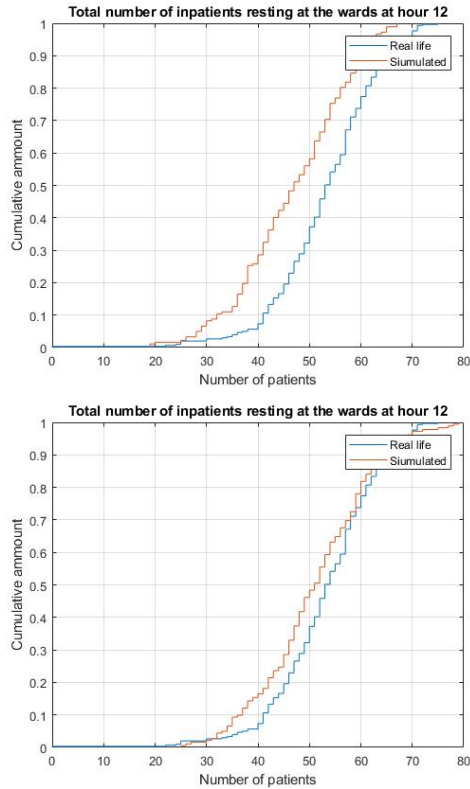 Total number of inpatients resting at the wards at hour 12
1
0.9
0.8
0.7
0.6
0.5
0.4
0.3
0.2
0.1
0
Cumulative ammount
Real life
Siumulated
0 10 20 30 40 50 60 70 80
Number of patients
Total number of inpatients resting at the wards at hour 12
1
0.9
0.8
0.7
0.6
0.5
0.4
0.3
0.2
0.1
0
Cumulative ammount
Real life
Siumulated
0 10 20 30 40 50 60 70 80
Number of patients